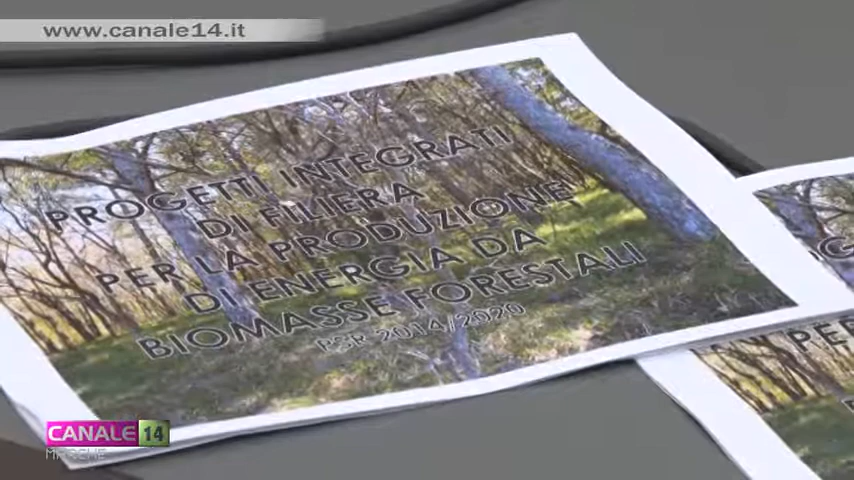 www.canale14.it
PROGETTI INTEGRATI
DI FILIERA
PER LA PRODUZIONE
DI ENERGIA DA
BIOMASSE FORESTALI
PSR 2014/2020
CANALE 14
MARCHE